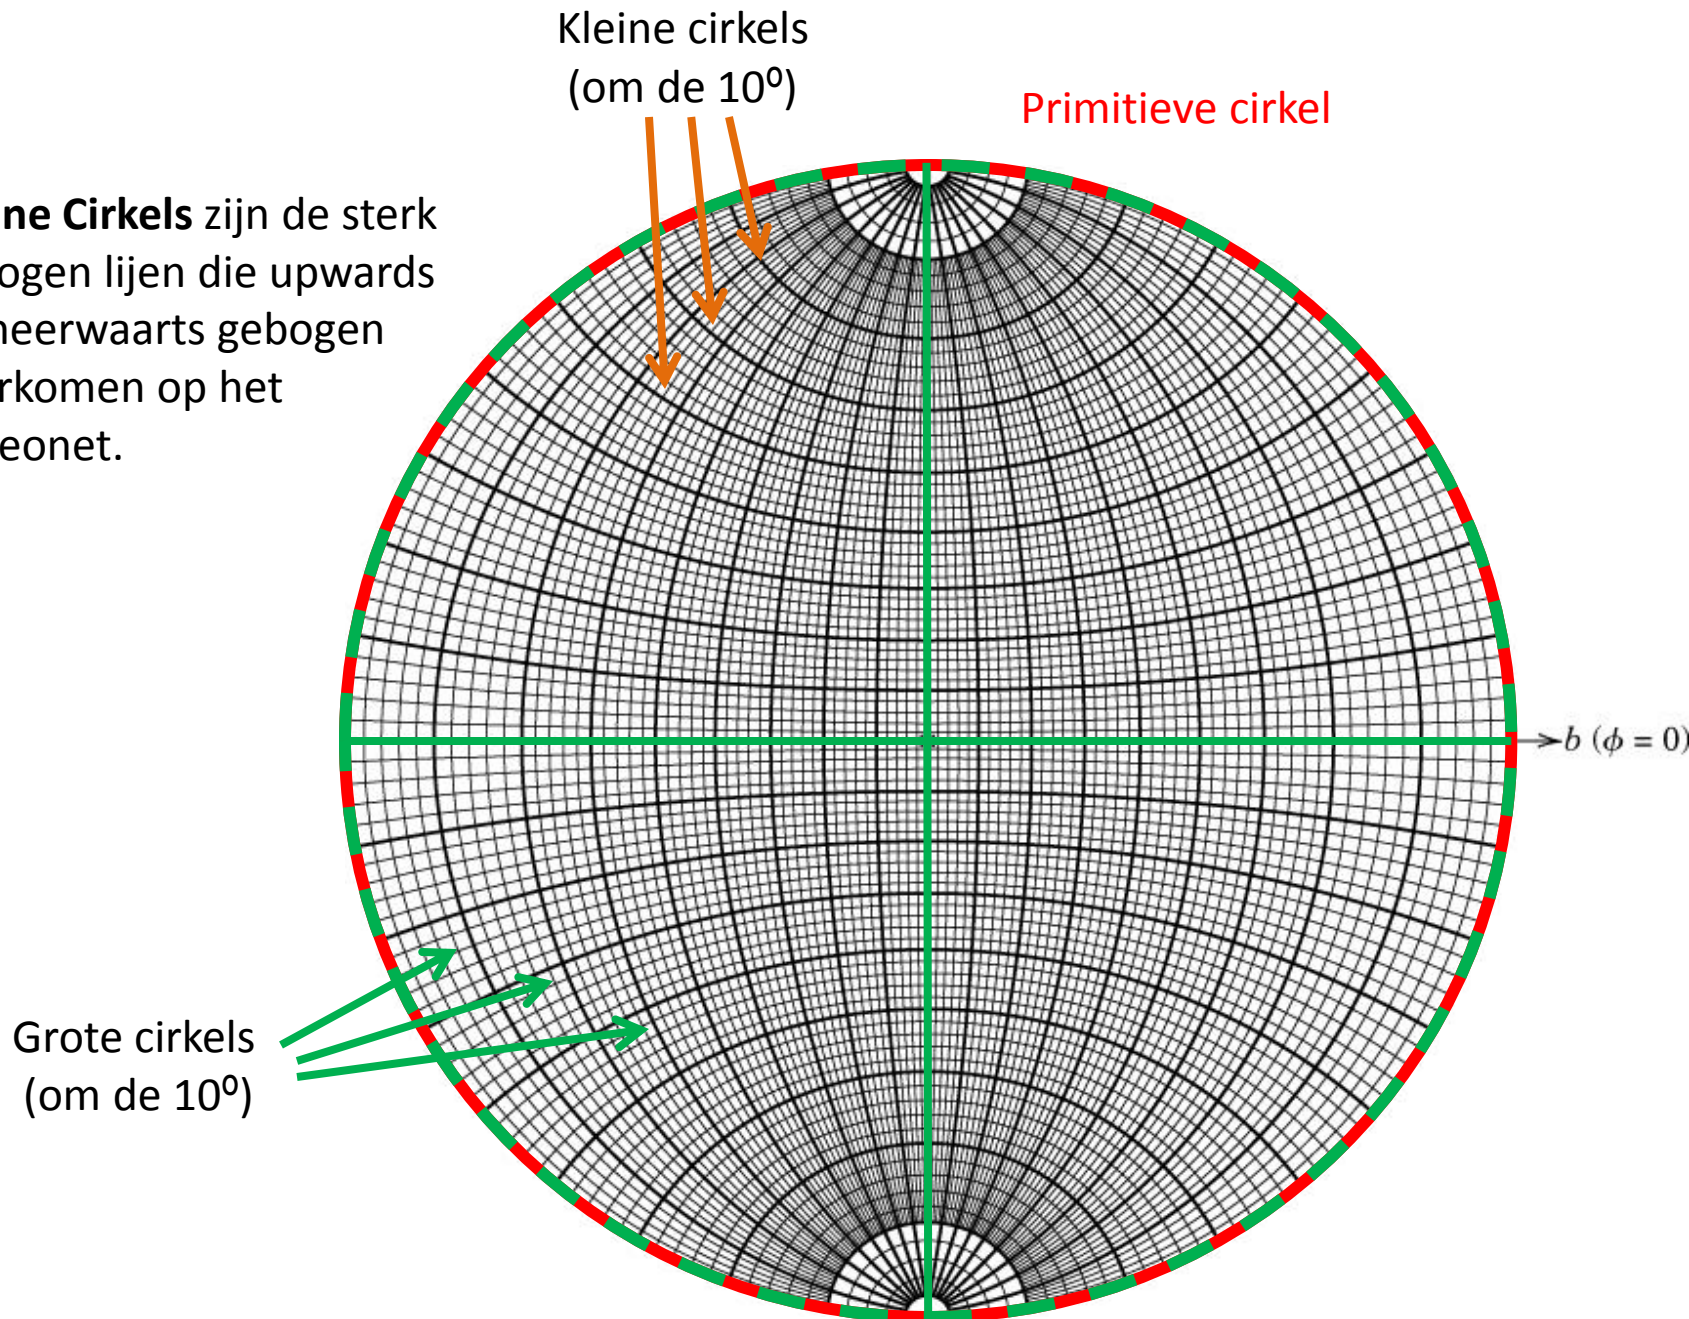 Kleine cirkels
(om de 10⁰)
Primitieve cirkel
ne Cirkels zijn de sterk
ogen lijen die upwards
neerwaarts gebogen
rkomen op het
eonet.
b (ϕ = 0)
Grote cirkels
(om de 10⁰)